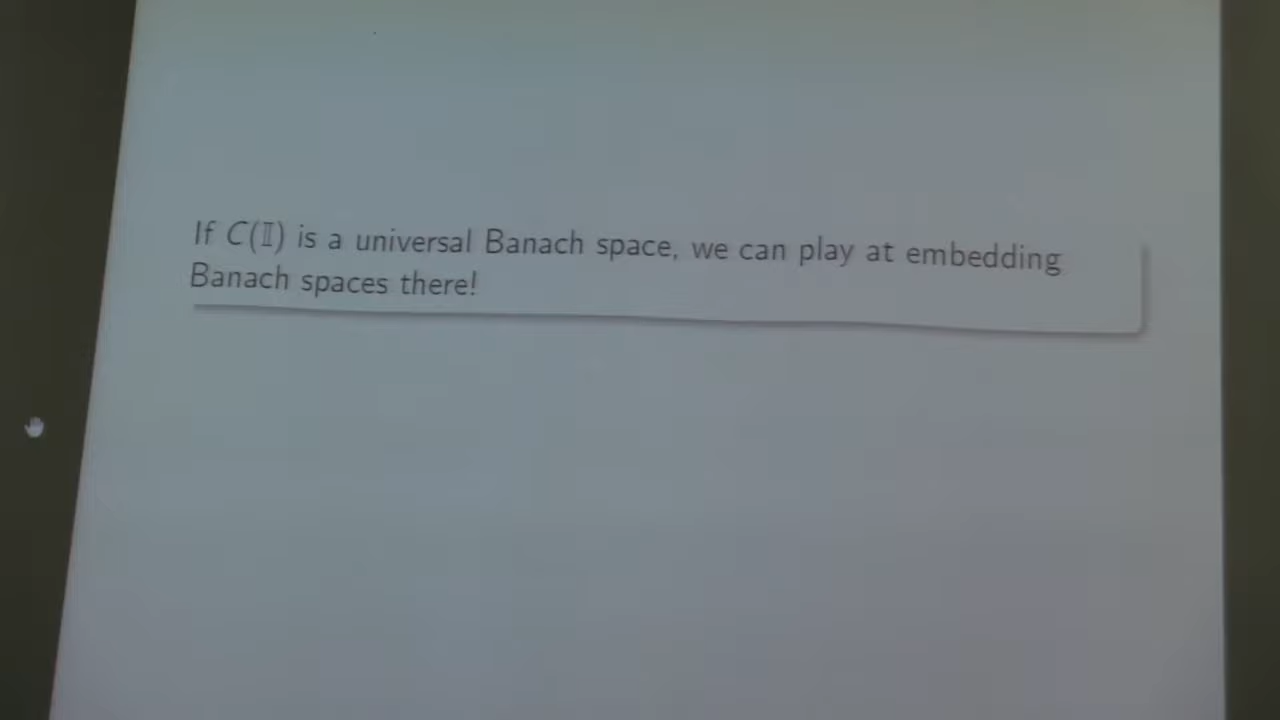 If C(𝕀) is a universal Banach space, we can play at embedding
Banach spaces there!